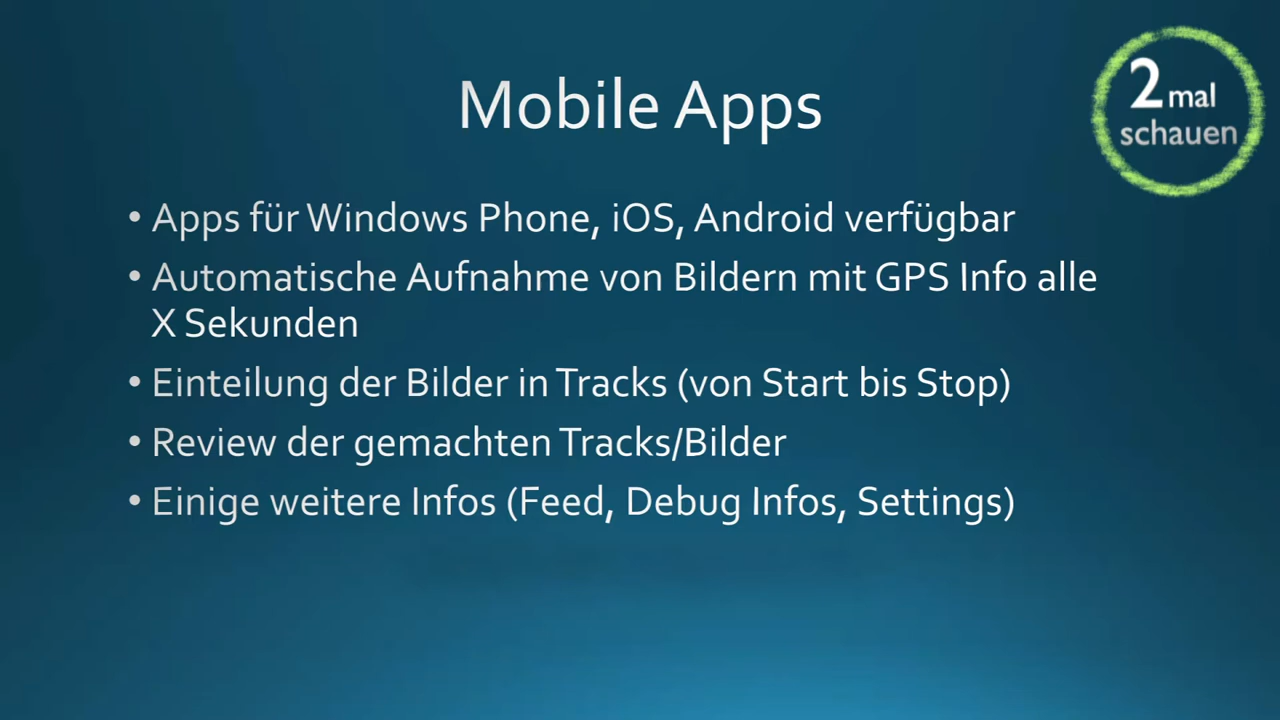 Mobile Apps
2 mal
schauen
• Apps für Windows Phone, iOS, Android verfügbar
• Automatische Aufnahme von Bildern mit GPS Info alle
X Sekunden
• Einteilung der Bilder in Tracks (von Start bis Stop)
• Review der gemachten Tracks/Bilder
• Einige weitere Infos (Feed, Debug Infos, Settings)